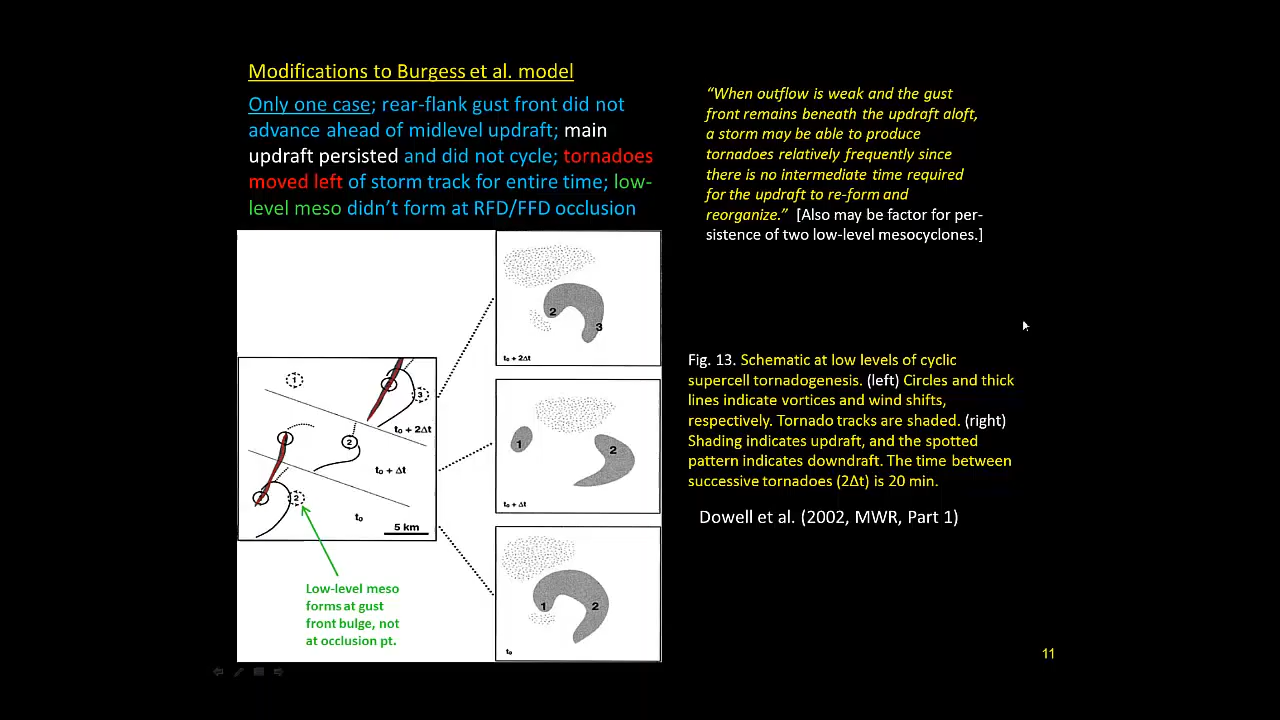 Modifications to Burgess et al. model
Only one case; rear-flank gust front did not
advance ahead of midlevel updraft; main
updraft persisted and did not cycle; tornadoes
moved left of storm track for entire time; low-
level meso didn’t form at RFD/FFD occlusion
“When outflow is weak and the gust
front remains beneath the updraft aloft,
a storm may be able to produce
tornadoes relatively frequently since
there is no intermediate time required
for the updraft to re-form and
reorganize.” [Also may be factor for per-
sistence of two low-level mesocyclones.]
2
3
t₀ + 2Δt
1
3
t₀ + 2Δt
2
t₀ + Δt
2
t₀
5 km
1
2
t₀ + Δt
1
2
t₀
Low-level meso
forms at gust
front bulge, not
at occlusion pt.
Fig. 13. Schematic at low levels of cyclic
supercell tornadogenesis. (left) Circles and thick
lines indicate vortices and wind shifts,
respectively. Tornado tracks are shaded. (right)
Shading indicates updraft, and the spotted
pattern indicates downdraft. The time between
successive tornadoes (2Δt) is 20 min.
Dowell et al. (2002, MWR, Part 1)
11